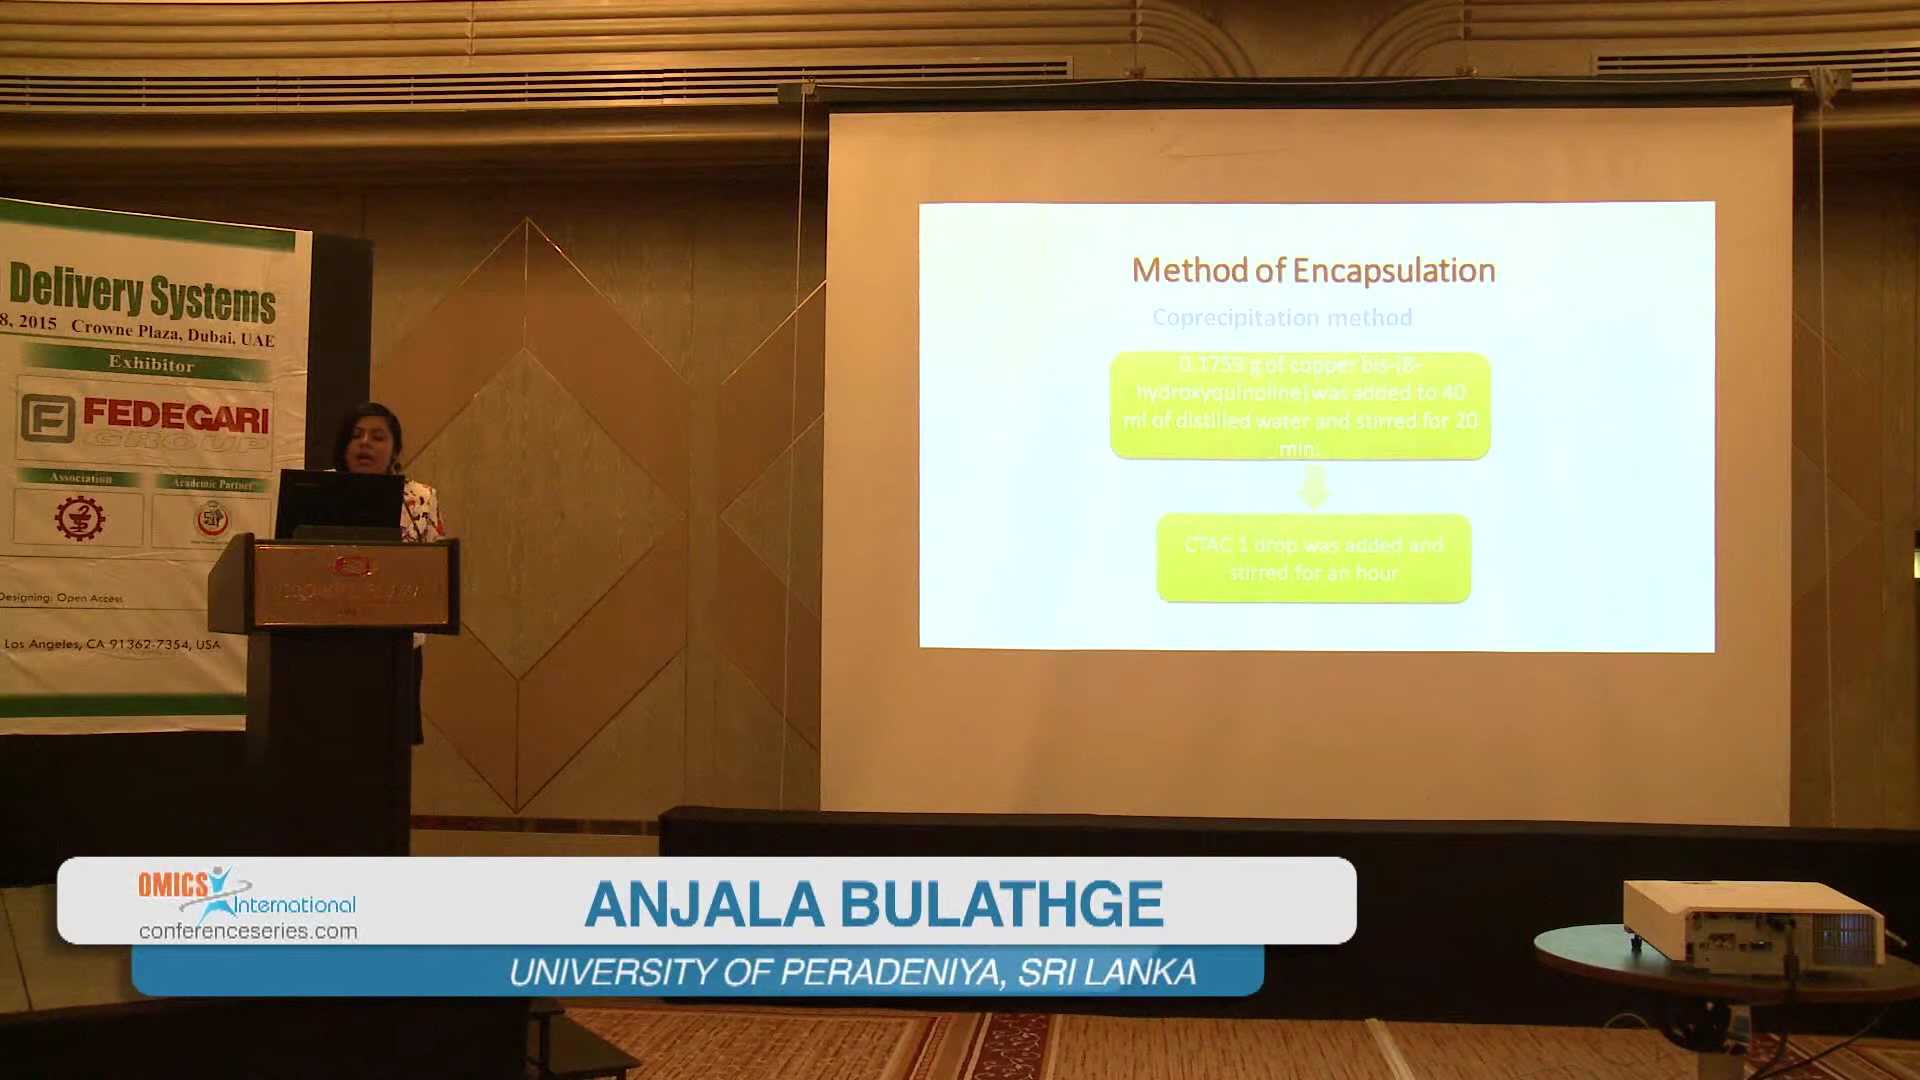 Delivery Systems
8, 2015 Crowne Plaza, Dubai, UAE
Exhibitor
FEDEGARI
GROUP
Association
Academic Partner
Designing: Open Access
Los Angeles, CA 91362-7354, USA
Method of Encapsulation
Coprecipitation method
0.1759 g of copper bis-(8-
hydroxyquinoline) was added to 40
ml of distilled water and stirred for 20
min.
CTAC 1 drop was added and
stirred for an hour
OMICS
International
conferenceseries.com
ANJALA BULATHGE
UNIVERSITY OF PERADENIYA, SRI LANKA